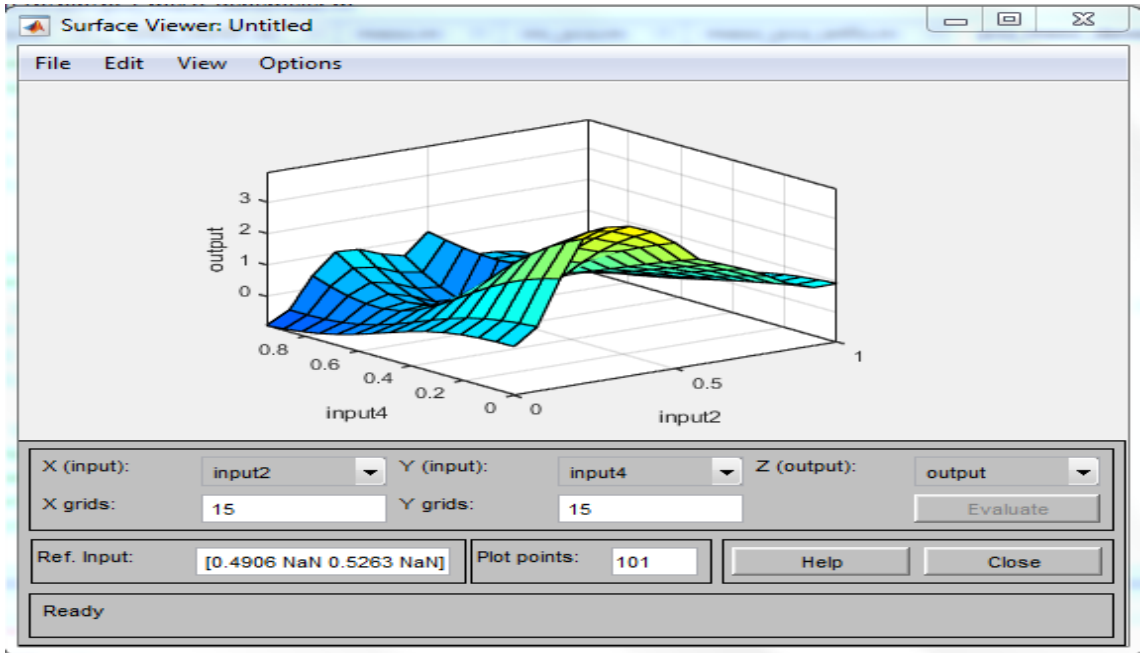 Surface Viewer: Untitled
File Edit View Options
3
2
1
0
output
0.8
0.6
0.4
0.2
0
input4
0
0.5
1
input2
X (input): input2 Y (input): input4 Z (output): output
X grids: 15 Y grids: 15 Evaluate
Ref. Input: [0.4906 NaN 0.5263 NaN] Plot points: 101 Help Close
Ready